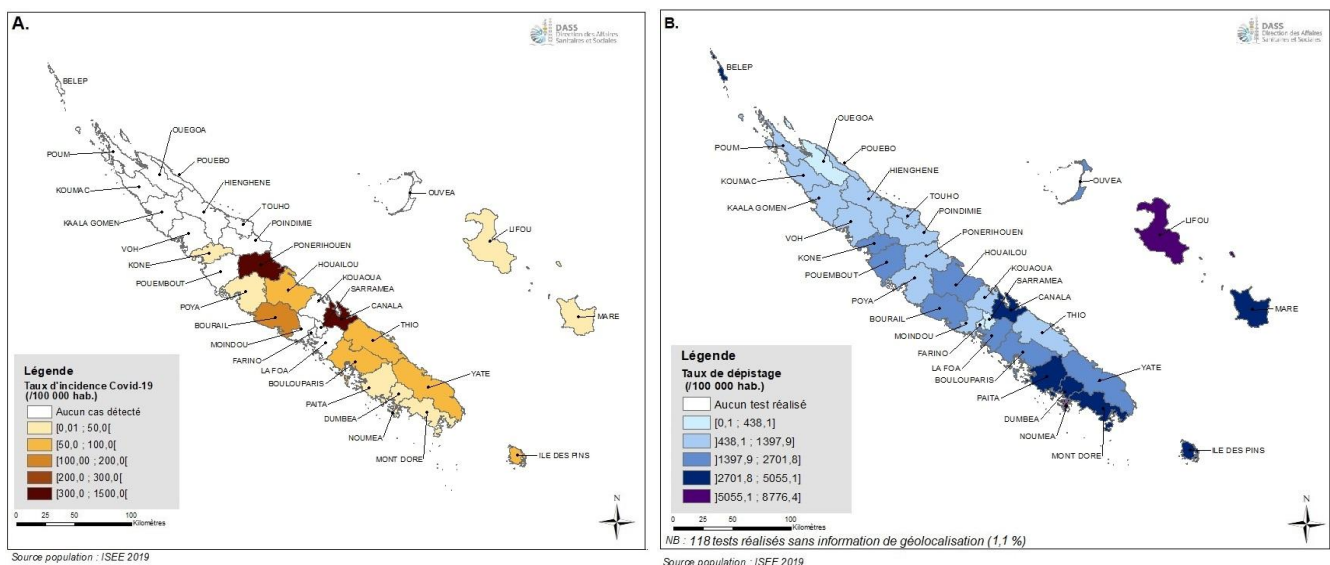 A.
DASS
Direction des Affaires
Sanitaires et Sociales
BELEP
OUEGOA
POUM
POUEBO
KOUMAC
HIENGHENE
OUVEA
KAALA GOMEN
TOUHO
POINDIMIE
LIFOU
VOH
PONERIHOUEN
KONE
HOUAILOU
POUEMBOUT
KOUAOUA
SARRAMEA
POYA
CANALA
MARE
BOURAIL
THIO
MOINDOU
FARINO
LA FOA
YATE
BOULOUPARIS
PAITA
DUMBEA
NOUMEA
MONT DORE
ILE DES PINS
Légende
Taux d'incidence Covid-19
(/100 000 hab.)
Aucun cas détecté
[0,01 ; 50,0[
[50,0 ; 100,0[
[100,00 ; 200,0[
[200,0 ; 300,0[
[300,0 ; 1500,0[
0 25 50 100
Kilomètres
N
Source population : ISEE 2019
B.
DASS
Direction des Affaires
Sanitaires et Sociales
BELEP
OUEGOA
POUM
POUEBO
KOUMAC
HIENGHENE
OUVEA
KAALA GOMEN
TOUHO
POINDIMIE
LIFOU
VOH
PONERIHOUEN
KONE
HOUAILOU
POUEMBOUT
KOUAOUA
SARRAMEA
POYA
CANALA
MARE
BOURAIL
THIO
MOINDOU
FARINO
LA FOA
YATE
BOULOUPARIS
PAITA
DUMBEA
NOUMEA
MONT DORE
ILE DES PINS
Légende
Taux de dépistage
(/100 000 hab.)
Aucun test réalisé
[0,1 ; 438,1]
]438,1 ; 1397,9]
]1397,9 ; 2701,8]
]2701,8 ; 5055,1]
]5055,1 ; 8776,4]
0 25 50 100
Kilomètres
N
NB : 118 tests réalisés sans information de géolocalisation (1,1 %)
Source population : ISEE 2019